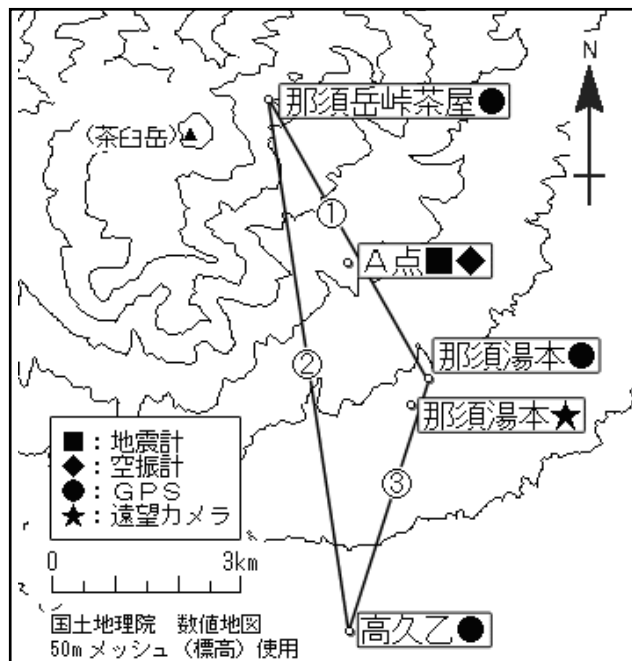 那須岳峠茶屋●
N
(茶臼岳)▲
①
A点■◆
②
那須湯本●
那須湯本★
■：地震計
◆：空振計
●：GPS
★：遠望カメラ
③
0 3km
国土地理院 数値地図
50mメッシュ（標高）使用
高久乙●